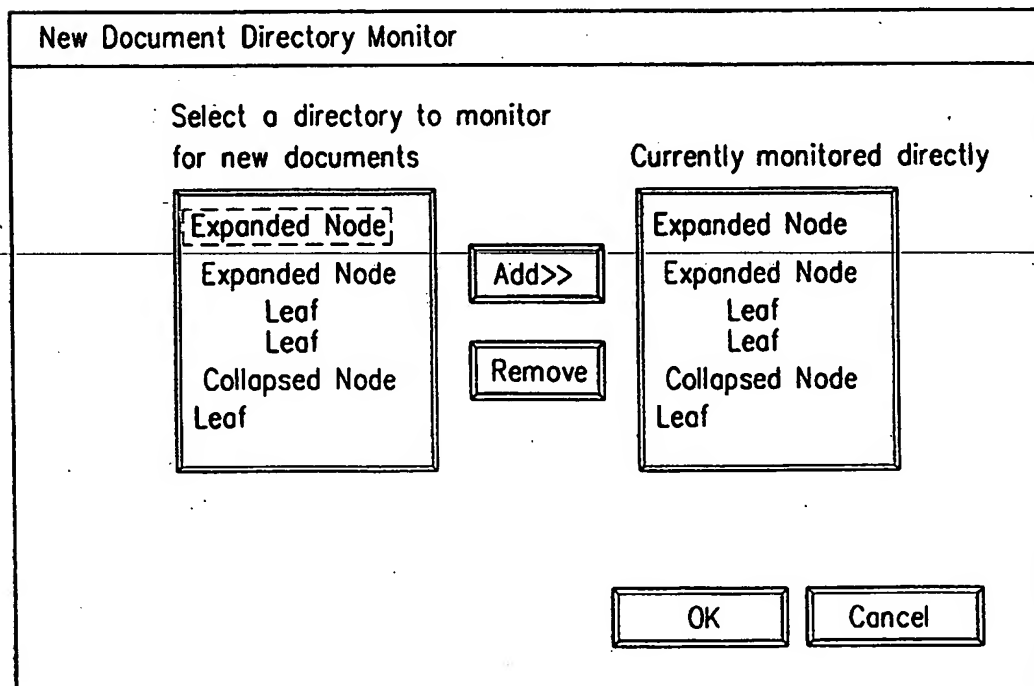 New Document Directory Monitor
Select a directory to monitor
for new documents
Currently monitored directly
Expanded Node
Expanded Node
Leaf
Leaf
Collapsed Node
Leaf
Add>>
Remove
Expanded Node
Expanded Node
Leaf
Leaf
Collapsed Node
Leaf
OK
Cancel